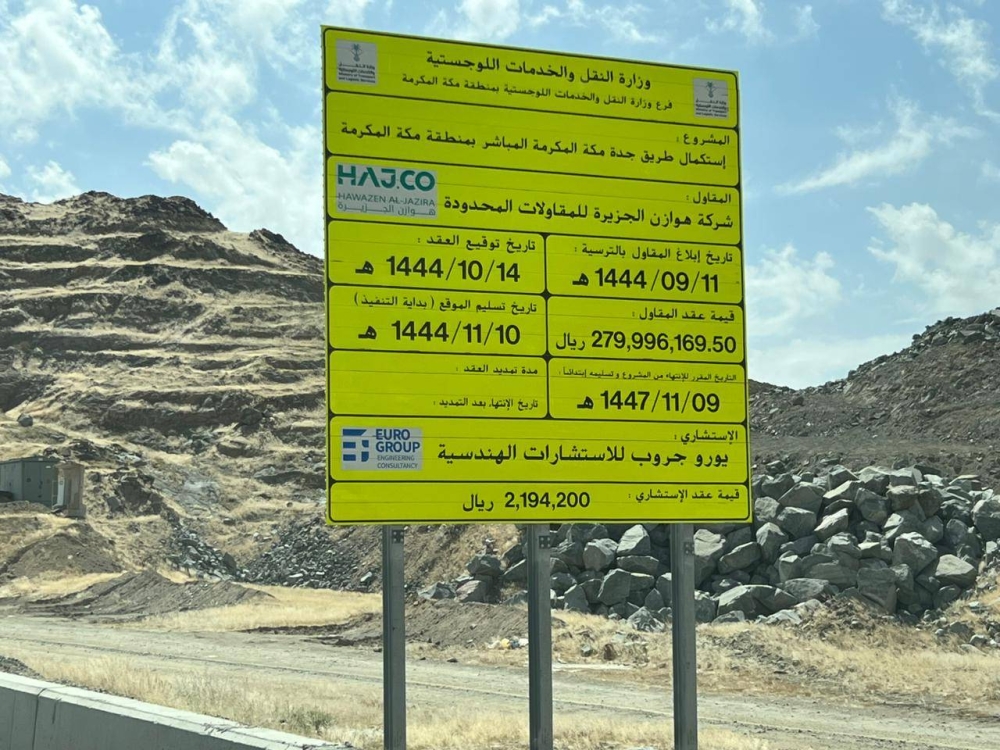 وزارة النقل والخدمات اللوجستية
فرع وزارة النقل والخدمات اللوجستية بمنطقة مكة المكرمة
المشروع :
إستكمال طريق جدة مكة المكرمة المباشر بمنطقة مكة المكرمة
المقاول :
شركة هوازن الجزيرة للمقاولات المحدودة
HAJ.CO
HAWAZEN AL-JAZIRA
هوازن الجزيرة
تاريخ إبلاغ المقاول بالترسية :
1444/09/11 هـ
تاريخ توقيع العقد :
1444/10/14 هـ
قيمة عقد المقاول :
279,996,169.50 ريال
تاريخ تسليم الموقع ( بداية التنفيذ )
1444/11/10 هـ
التاريخ المقرر للإنتهاء من المشروع و تسليمه إبتدائياً :
1447/11/09 هـ
مدة تمديد العقد :
تاريخ الإنتهاء بعد التمديد :
الإستشاري :
يورو جروب للاستشارات الهندسية
EURO
GROUP
ENGINEERING
CONSULTANCY
قيمة عقد الإستشاري :
2,194,200 ريال